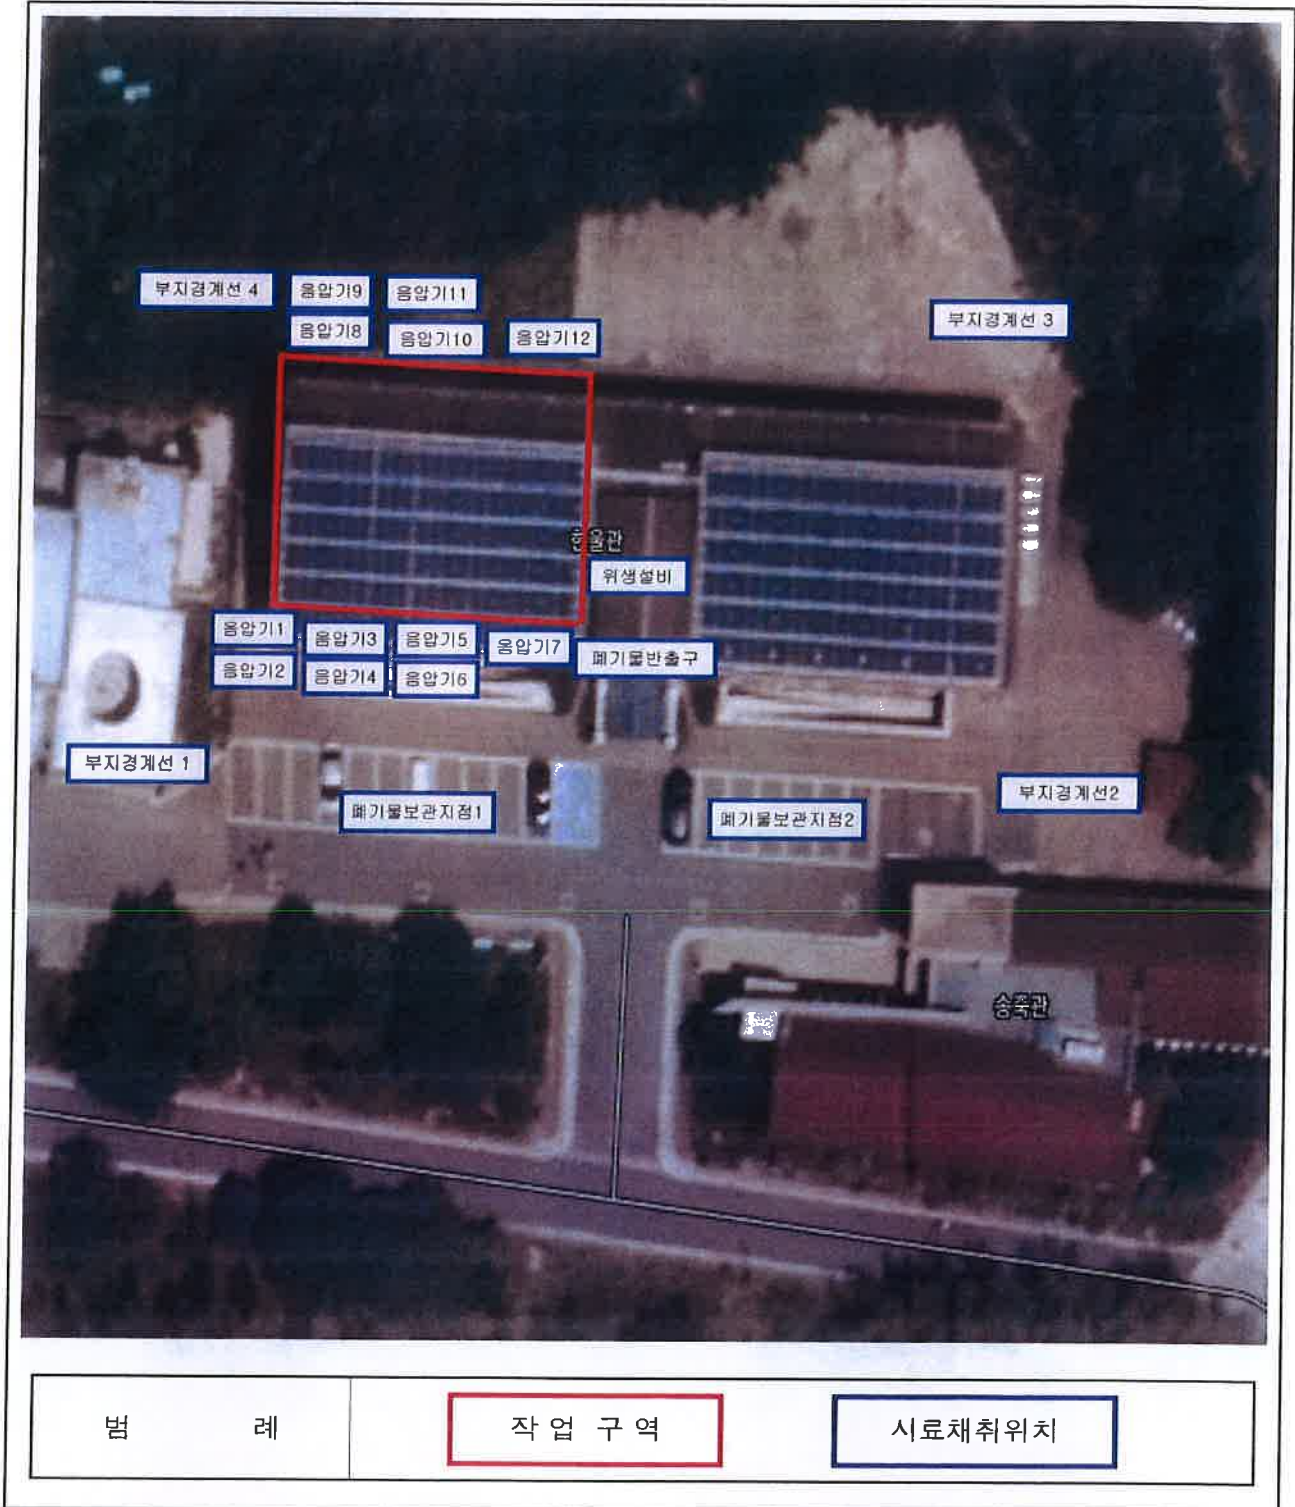 부지경계선 4 음압기9 음압기11
음압기8 음압기10 음압기12
부지경계선 3
한울관
위생설비
음압기1 음압기3 음압기5 음압기7
폐기물반출구
음압기2 음압기4 음압기6
부지경계선 1
부지경계선2
폐기물보관지점1
폐기물보관지점2
송죽관
범 례
작 업 구 역
시료채취위치